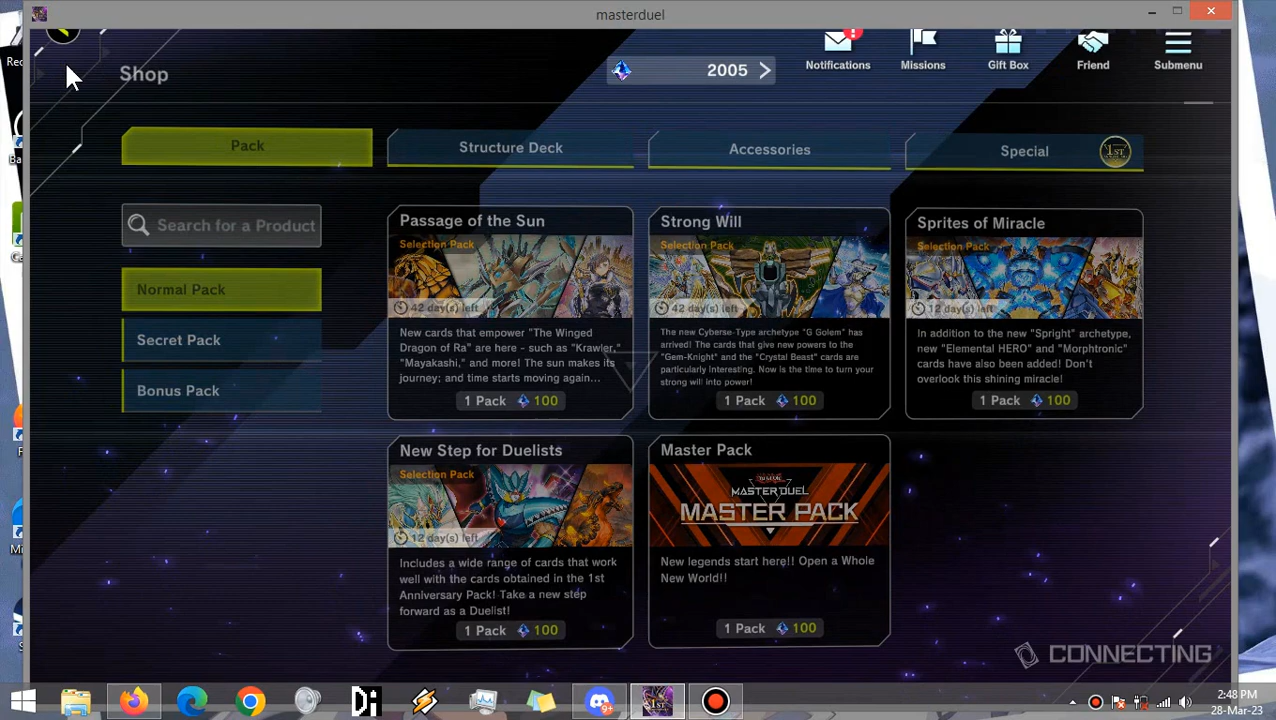 masterduel
Shop
2005
Notifications
Missions
Gift Box
Friend
Submenu
Pack
Structure Deck
Accessories
Special
1ST
Search for a Product
Normal Pack
Secret Pack
Bonus Pack
Passage of the Sun
Selection Pack
42 day(s) left
New cards that empower "The Winged
Dragon of Ra" are here - such as "Krawler,"
"Mayakashi," and more! The sun makes its
journey; and time starts moving again...
1 Pack 100
Strong Will
Selection Pack
42 day(s) left
The new Cyberse-Type archetype "G Golem" has
arrived! The cards that give new powers to the
"Gem-Knight" and the "Crystal Beast" cards are
particularly interesting. Now is the time to turn your
strong will into power!
1 Pack 100
Sprites of Miracle
Selection Pack
12 day(s) left
In addition to the new "Spright" archetype,
new "Elemental HERO" and "Morphtronic"
cards have also been added! Don't
overlook this shining miracle!
1 Pack 100
New Step for Duelists
Selection Pack
12 day(s) left
Includes a wide range of cards that work
well with the cards obtained in the 1st
Anniversary Pack! Take a new step
forward as a Duelist!
1 Pack 100
Master Pack
MASTER DUEL
MASTER PACK
New legends start here!! Open a Whole
New World!!
1 Pack 100
CONNECTING
Di
9+
1ST
2:48 PM
28-Mar-23